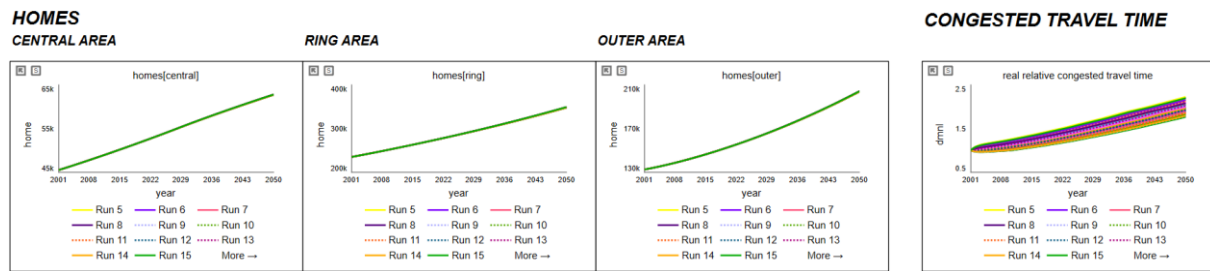 HOMES
CENTRAL AREA
homes[central]
65k
55k
45k
home
2001 2008 2015 2022 2029 2036 2043 2050
year
Run 5 Run 6 Run 7
Run 8 Run 9 Run 10
Run 11 Run 12 Run 13
Run 14 Run 15 More →
RING AREA
homes[ring]
400k
300k
200k
home
2001 2008 2015 2022 2029 2036 2043 2050
year
Run 5 Run 6 Run 7
Run 8 Run 9 Run 10
Run 11 Run 12 Run 13
Run 14 Run 15 More →
OUTER AREA
homes[outer]
210k
170k
130k
home
2001 2008 2015 2022 2029 2036 2043 2050
year
Run 5 Run 6 Run 7
Run 8 Run 9 Run 10
Run 11 Run 12 Run 13
Run 14 Run 15 More →
CONGESTED TRAVEL TIME
real relative congested travel time
2.5
1.5
0.5
dmnl
2001 2008 2015 2022 2029 2036 2043 2050
year
Run 5 Run 6 Run 7
Run 8 Run 9 Run 10
Run 11 Run 12 Run 13
Run 14 Run 15 More →